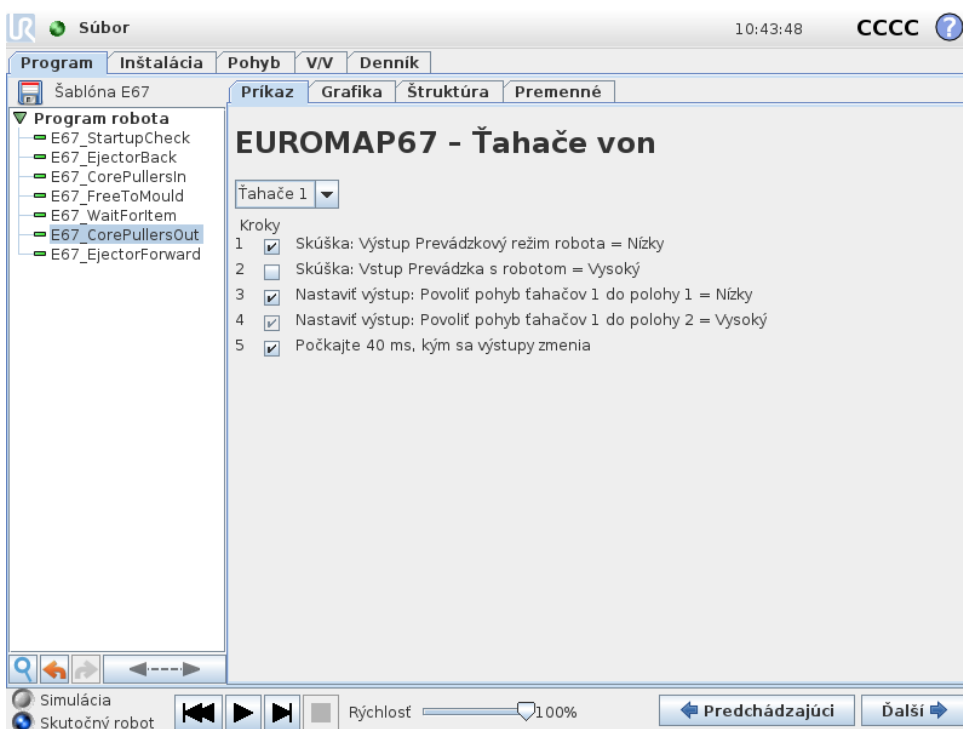 UR Súbor 10:43:48 CCCC ?
Program Inštalácia Pohyb V/V Denník
Šablóna E67
Príkaz Grafika Štruktúra Premenné
Program robota
E67_StartupCheck
E67_EjectorBack
E67_CorePullersIn
E67_FreeToMould
E67_WaitForItem
E67_CorePullersOut
E67_EjectorForward
EUROMAP67 - Ťahače von
Ťahače 1
Kroky
1 Skúška: Výstup Prevádzkový režim robota = Nízky
2 Skúška: Vstup Prevádzka s robotom = Vysoký
3 Nastaviť výstup: Povoliť pohyb ťahačov 1 do polohy 1 = Nízky
4 Nastaviť výstup: Povoliť pohyb ťahačov 1 do polohy 2 = Vysoký
5 Počkajte 40 ms, kým sa výstupy zmenia
Simulácia
Skutočný robot
Rýchlosť 100%
Predchádzajúci
Ďalší